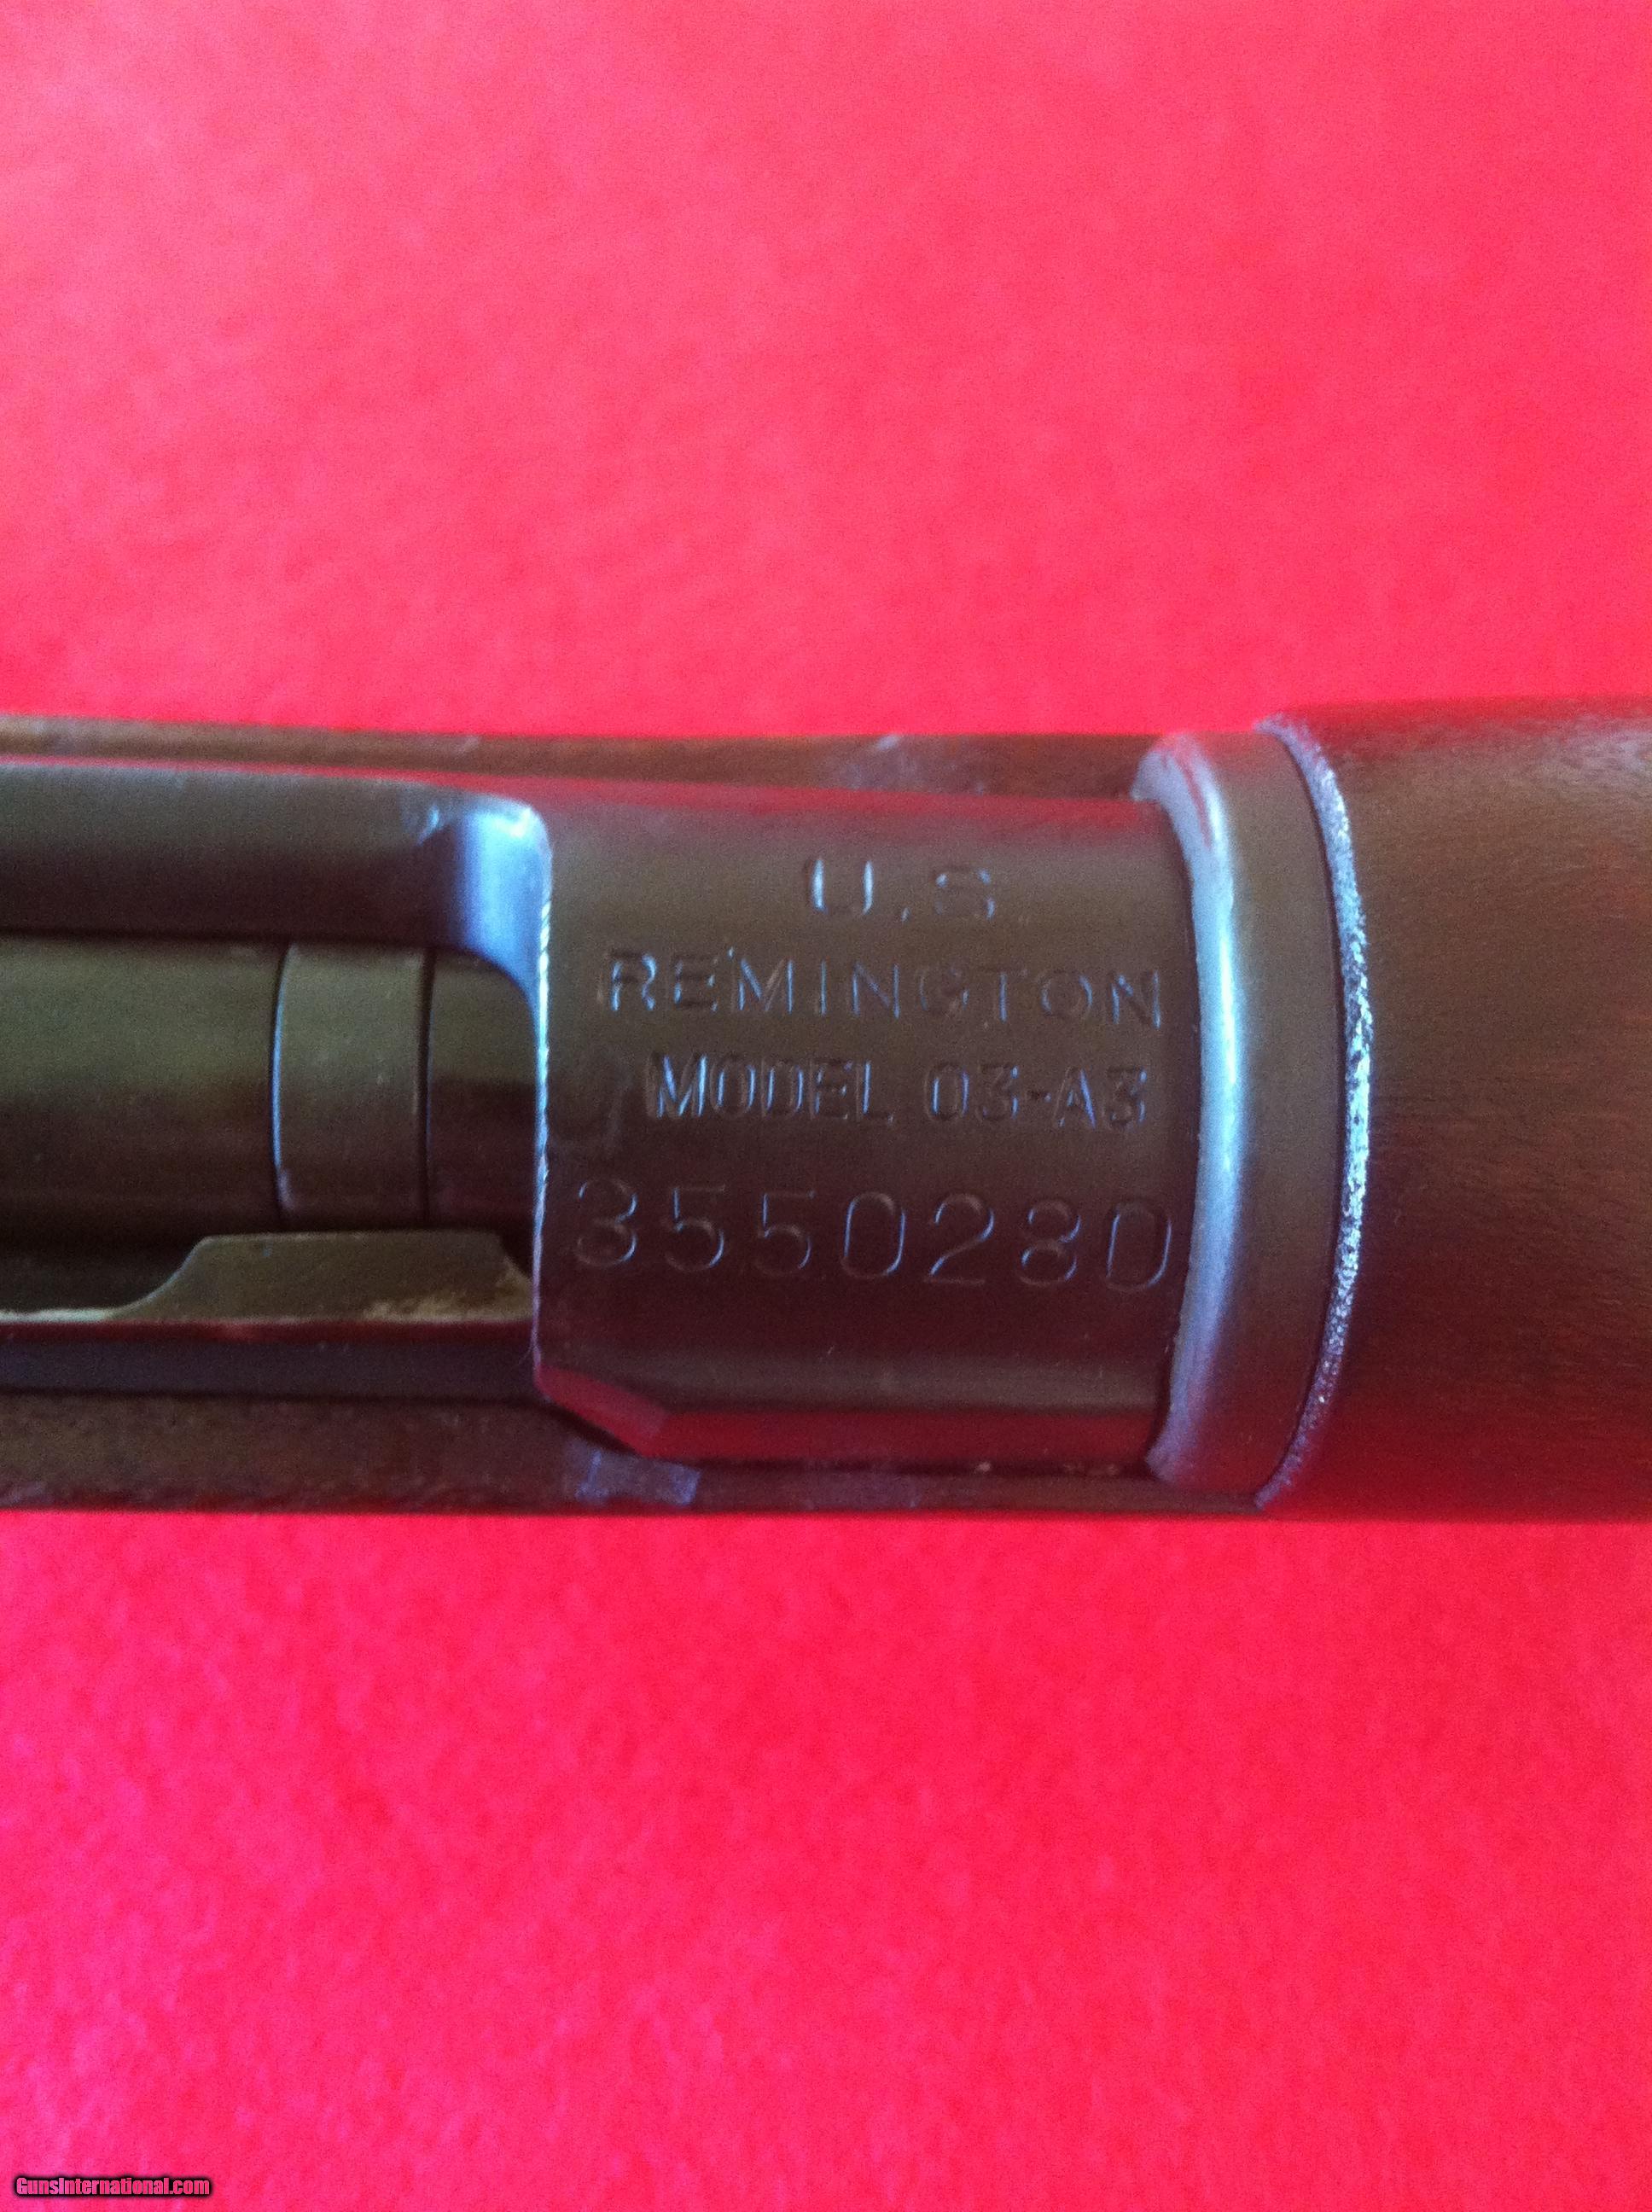 U.S.
REMINGTON
MODEL 03-A3
3550280
GunsInternational.com